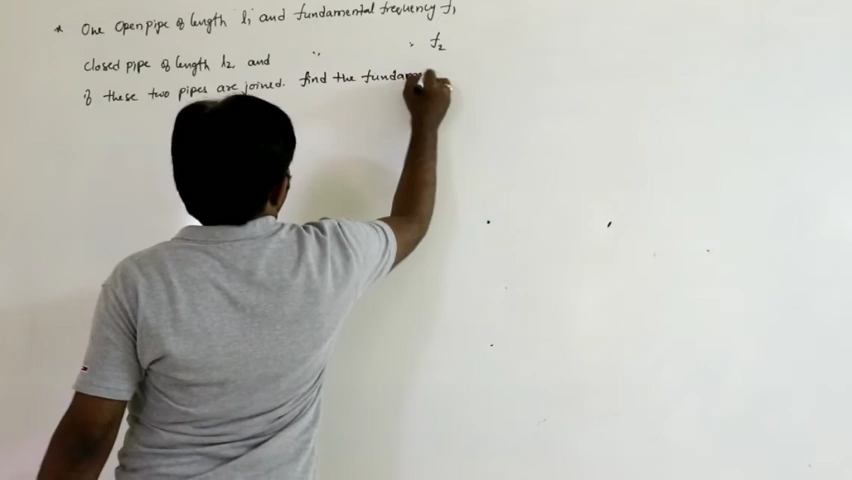 * One Open pipe of length l₁ and fundamental frequency f₁
closed pipe of length l₂ and " " f₂
If these two pipes are joined. find the fundam